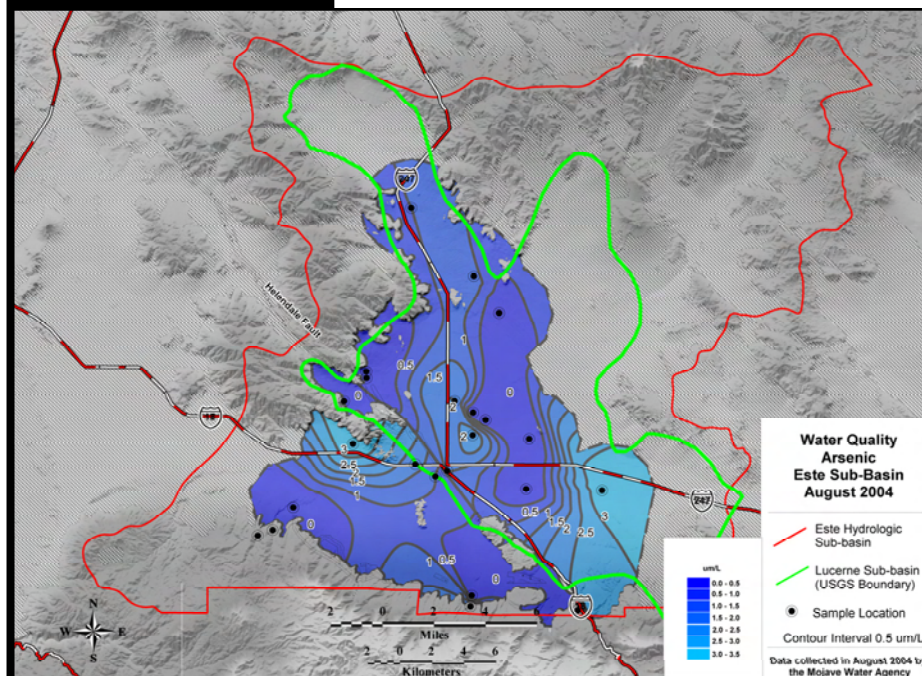 247
Helendale Fault
1
0.5
0
1.5
0
2
18
2
3
2.5
2
1.5
1
3
247
0.5
1
1.5
2
2.5
0
1
0.5
0
N
W E
S
2 0 2 4 6
Miles
2 0 2 4 6
Kilometers
Water Quality
Arsenic
Este Sub-Basin
August 2004
Este Hydrologic
Sub-basin
Lucerne Sub-basin
(USGS Boundary)
Sample Location
Contour Interval 0.5 um/L
Data collected in August 2004 by
the Mojave Water Agency
um/L
0.0 - 0.5
0.5 - 1.0
1.0 - 1.5
1.5 - 2.0
2.0 - 2.5
2.5 - 3.0
3.0 - 3.5